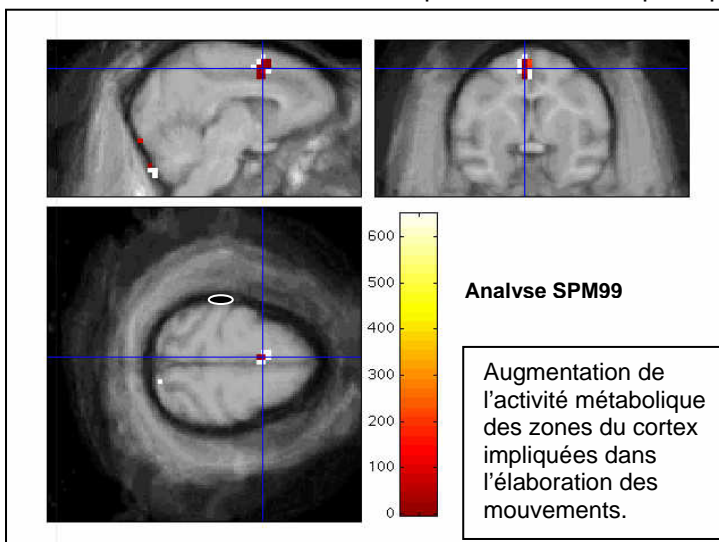 600
500
400
300
200
100
0
Analyse SPM99
Augmentation de
l'activité métabolique
des zones du cortex
impliquées dans
l'élaboration des
mouvements.